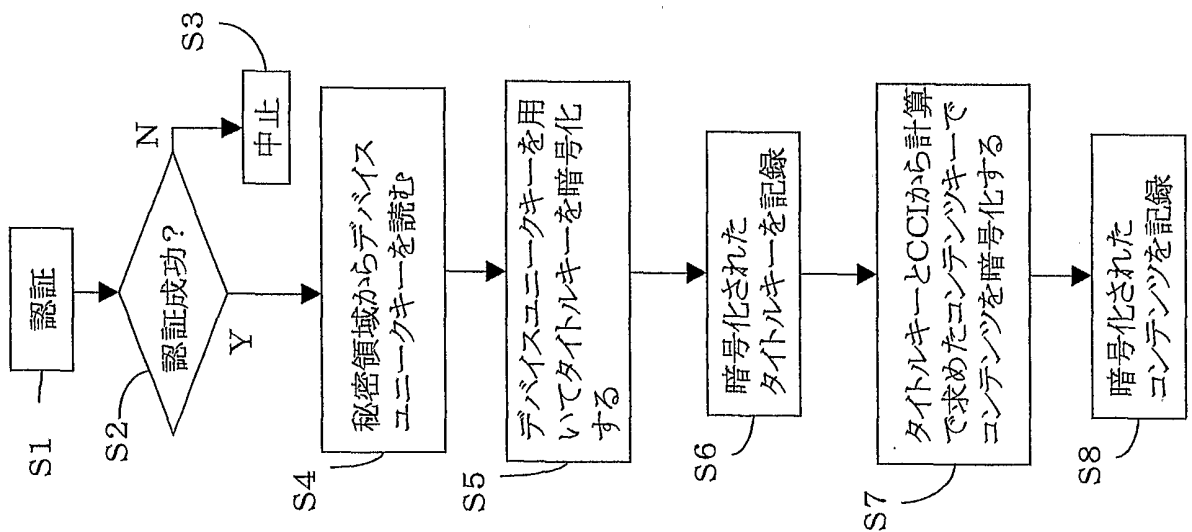 S1
認証
S2
認証成功?
N
S3
中止
Y
S4
秘密領域からデバイス
ユニークキーを読む
S5
デバイスユニークキーを用
いてタイトルキーを暗号化
する
S6
暗号化された
タイトルキーを記録
S7
タイトルキーとCCIから計算
で求めたコンテンツキーで
コンテンツを暗号化する
S8
暗号化された
コンテンツを記録